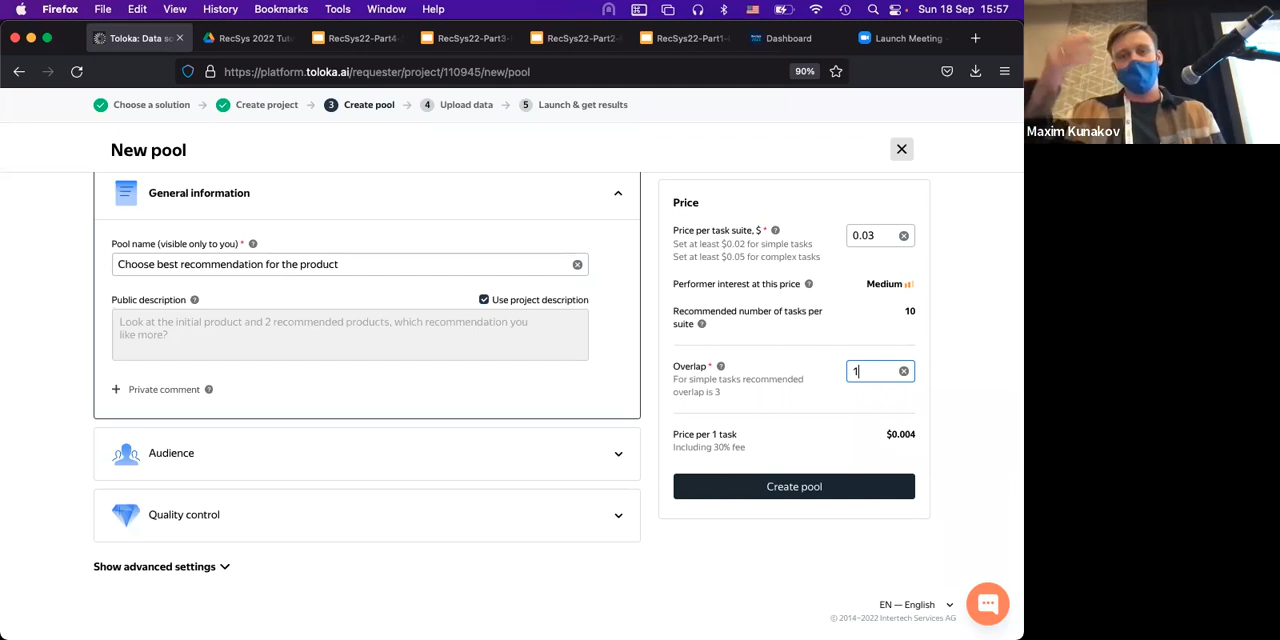 Firefox File Edit View History Bookmarks Tools Window Help
Sun 18 Sep 15:57
Toloka: Data so
RecSys 2022 Tuto
RecSys22-Part4-
RecSys22-Part3-
RecSys22-Part2-
RecSys22-Part1-
Dashboard
Launch Meeting -
https://platform.toloka.ai/requester/project/110945/new/pool
90%
Choose a solution
Create project
3 Create pool
4 Upload data
5 Launch & get results
New pool
General information
Pool name (visible only to you) *
Choose best recommendation for the product
Public description
Use project description
Look at the initial product and 2 recommended products, which recommendation you
like more?
+ Private comment
Audience
Quality control
Show advanced settings
Price
Price per task suite, $ *
0.03
Set at least $0.02 for simple tasks
Set at least $0.05 for complex tasks
Performer interest at this price
Medium
Recommended number of tasks per
suite
10
Overlap *
1
For simple tasks recommended
overlap is 3
Price per 1 task
$0.004
Including 30% fee
Create pool
EN — English
© 2014–2022 Intertech Services AG
Maxim Kunakov